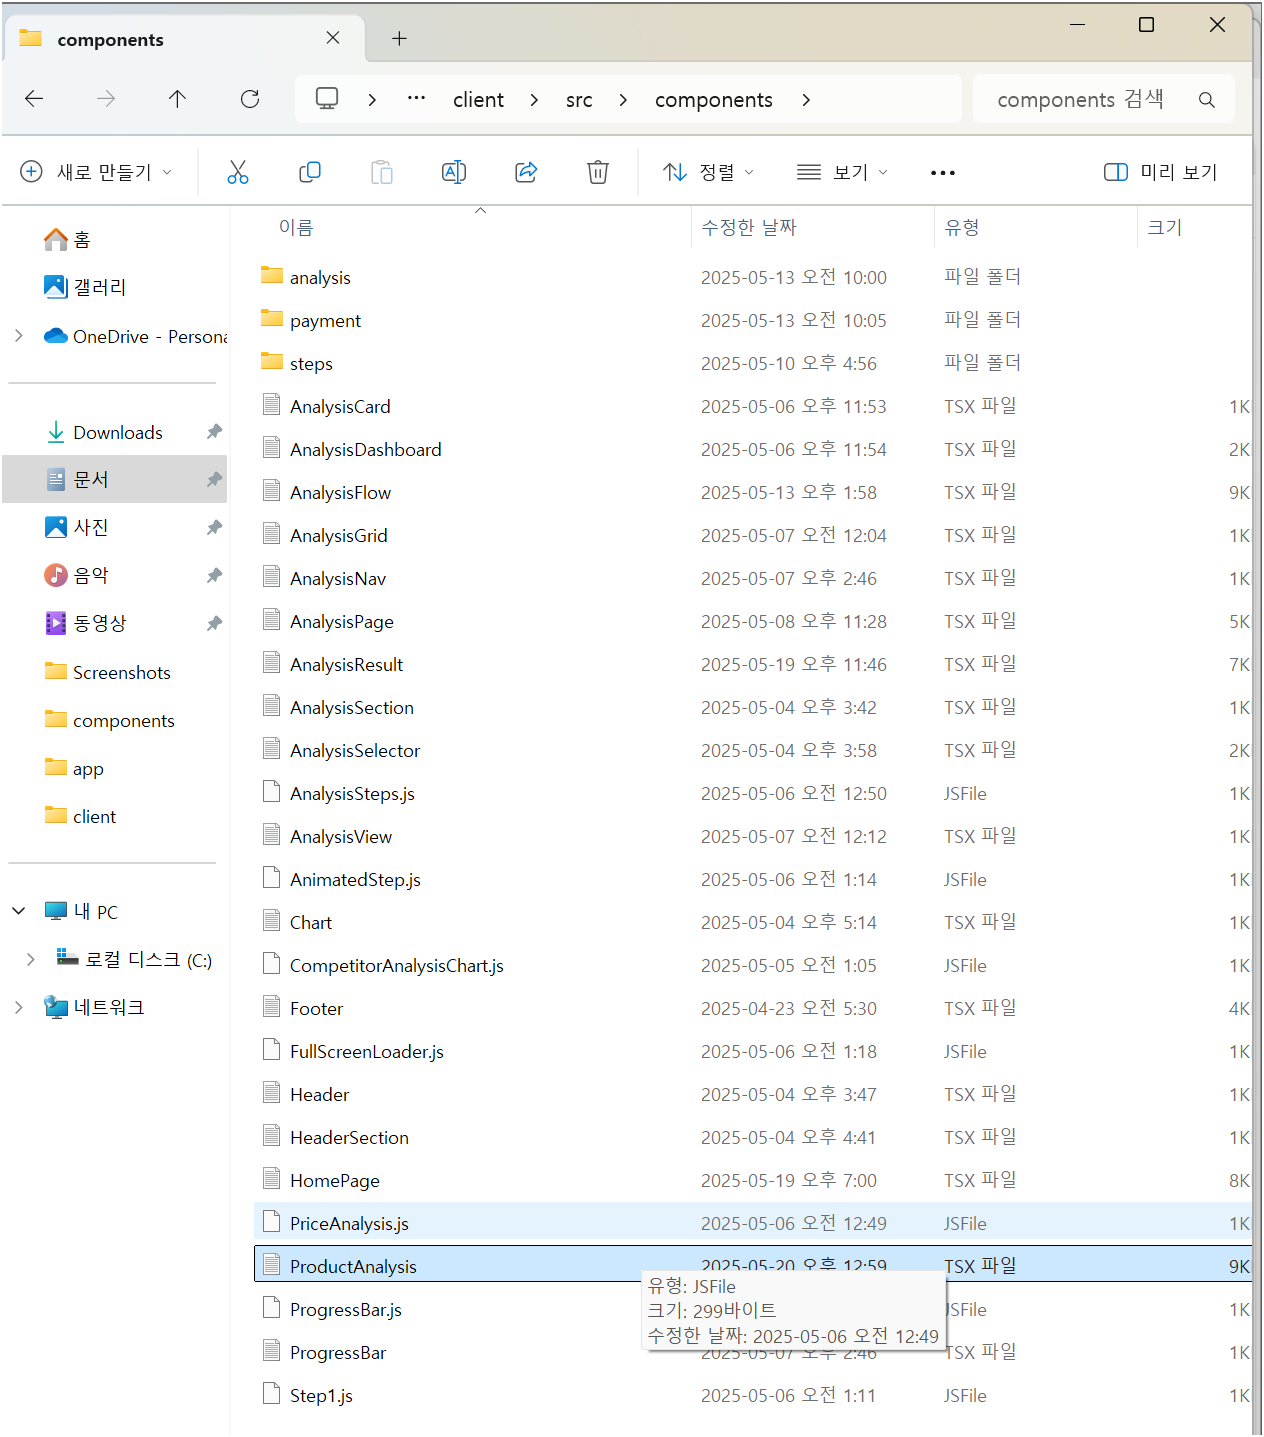 components
client
src
components
components 검색
새로 만들기
정렬
보기
미리 보기
홈
갤러리
OneDrive - Persona
Downloads
문서
사진
음악
동영상
Screenshots
components
app
client
내 PC
로컬 디스크 (C:)
네트워크
이름 수정한 날짜 유형 크기
analysis 2025-05-13 오전 10:00 파일 폴더
payment 2025-05-13 오전 10:05 파일 폴더
steps 2025-05-10 오후 4:56 파일 폴더
AnalysisCard 2025-05-06 오후 11:53 TSX 파일 1K
AnalysisDashboard 2025-05-06 오후 11:54 TSX 파일 2K
AnalysisFlow 2025-05-13 오후 1:58 TSX 파일 9K
AnalysisGrid 2025-05-07 오전 12:04 TSX 파일 1K
AnalysisNav 2025-05-07 오후 2:46 TSX 파일 1K
AnalysisPage 2025-05-08 오후 11:28 TSX 파일 5K
AnalysisResult 2025-05-19 오후 11:46 TSX 파일 7K
AnalysisSection 2025-05-04 오후 3:42 TSX 파일 1K
AnalysisSelector 2025-05-04 오후 3:58 TSX 파일 2K
AnalysisSteps.js 2025-05-06 오전 12:50 JSFile 1K
AnalysisView 2025-05-07 오전 12:12 TSX 파일 1K
AnimatedStep.js 2025-05-06 오전 1:14 JSFile 1K
Chart 2025-05-04 오후 5:14 TSX 파일 1K
CompetitorAnalysisChart.js 2025-05-05 오전 1:05 JSFile 1K
Footer 2025-04-23 오전 5:30 TSX 파일 4K
FullScreenLoader.js 2025-05-06 오전 1:18 JSFile 1K
Header 2025-05-04 오후 3:47 TSX 파일 1K
HeaderSection 2025-05-04 오후 4:41 TSX 파일 1K
HomePage 2025-05-19 오후 7:00 TSX 파일 8K
PriceAnalysis.js 2025-05-06 오전 12:49 JSFile 1K
ProductAnalysis 2025-05-20 오후 12:59 TSX 파일 9K
유형: JSFile
크기: 299바이트
수정한 날짜: 2025-05-06 오전 12:49
ProgressBar.js JSFile 1K
ProgressBar 2025-05-07 오후 2:46 TSX 파일 1K
Step1.js 2025-05-06 오전 1:11 JSFile 1K